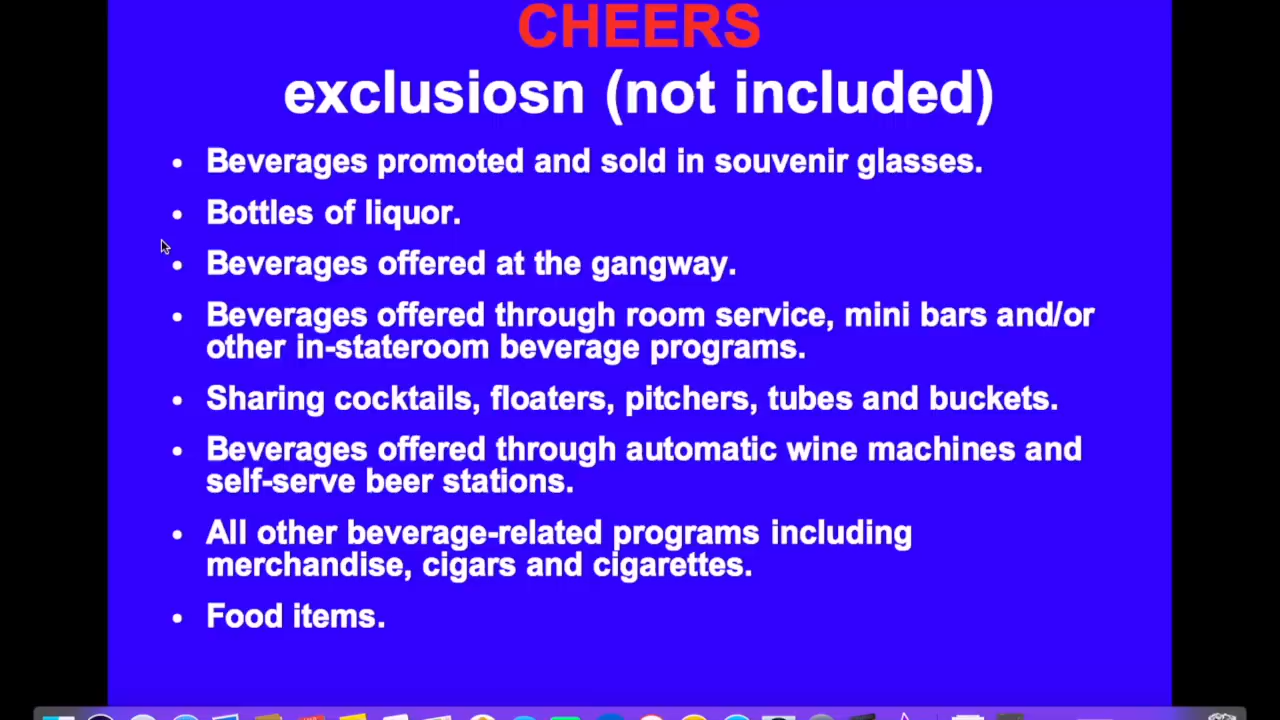 CHEERS
exclusiosn (not included)
• Beverages promoted and sold in souvenir glasses.
• Bottles of liquor.
• Beverages offered at the gangway.
• Beverages offered through room service, mini bars and/or
other in-stateroom beverage programs.
• Sharing cocktails, floaters, pitchers, tubes and buckets.
• Beverages offered through automatic wine machines and
self-serve beer stations.
• All other beverage-related programs including
merchandise, cigars and cigarettes.
• Food items.